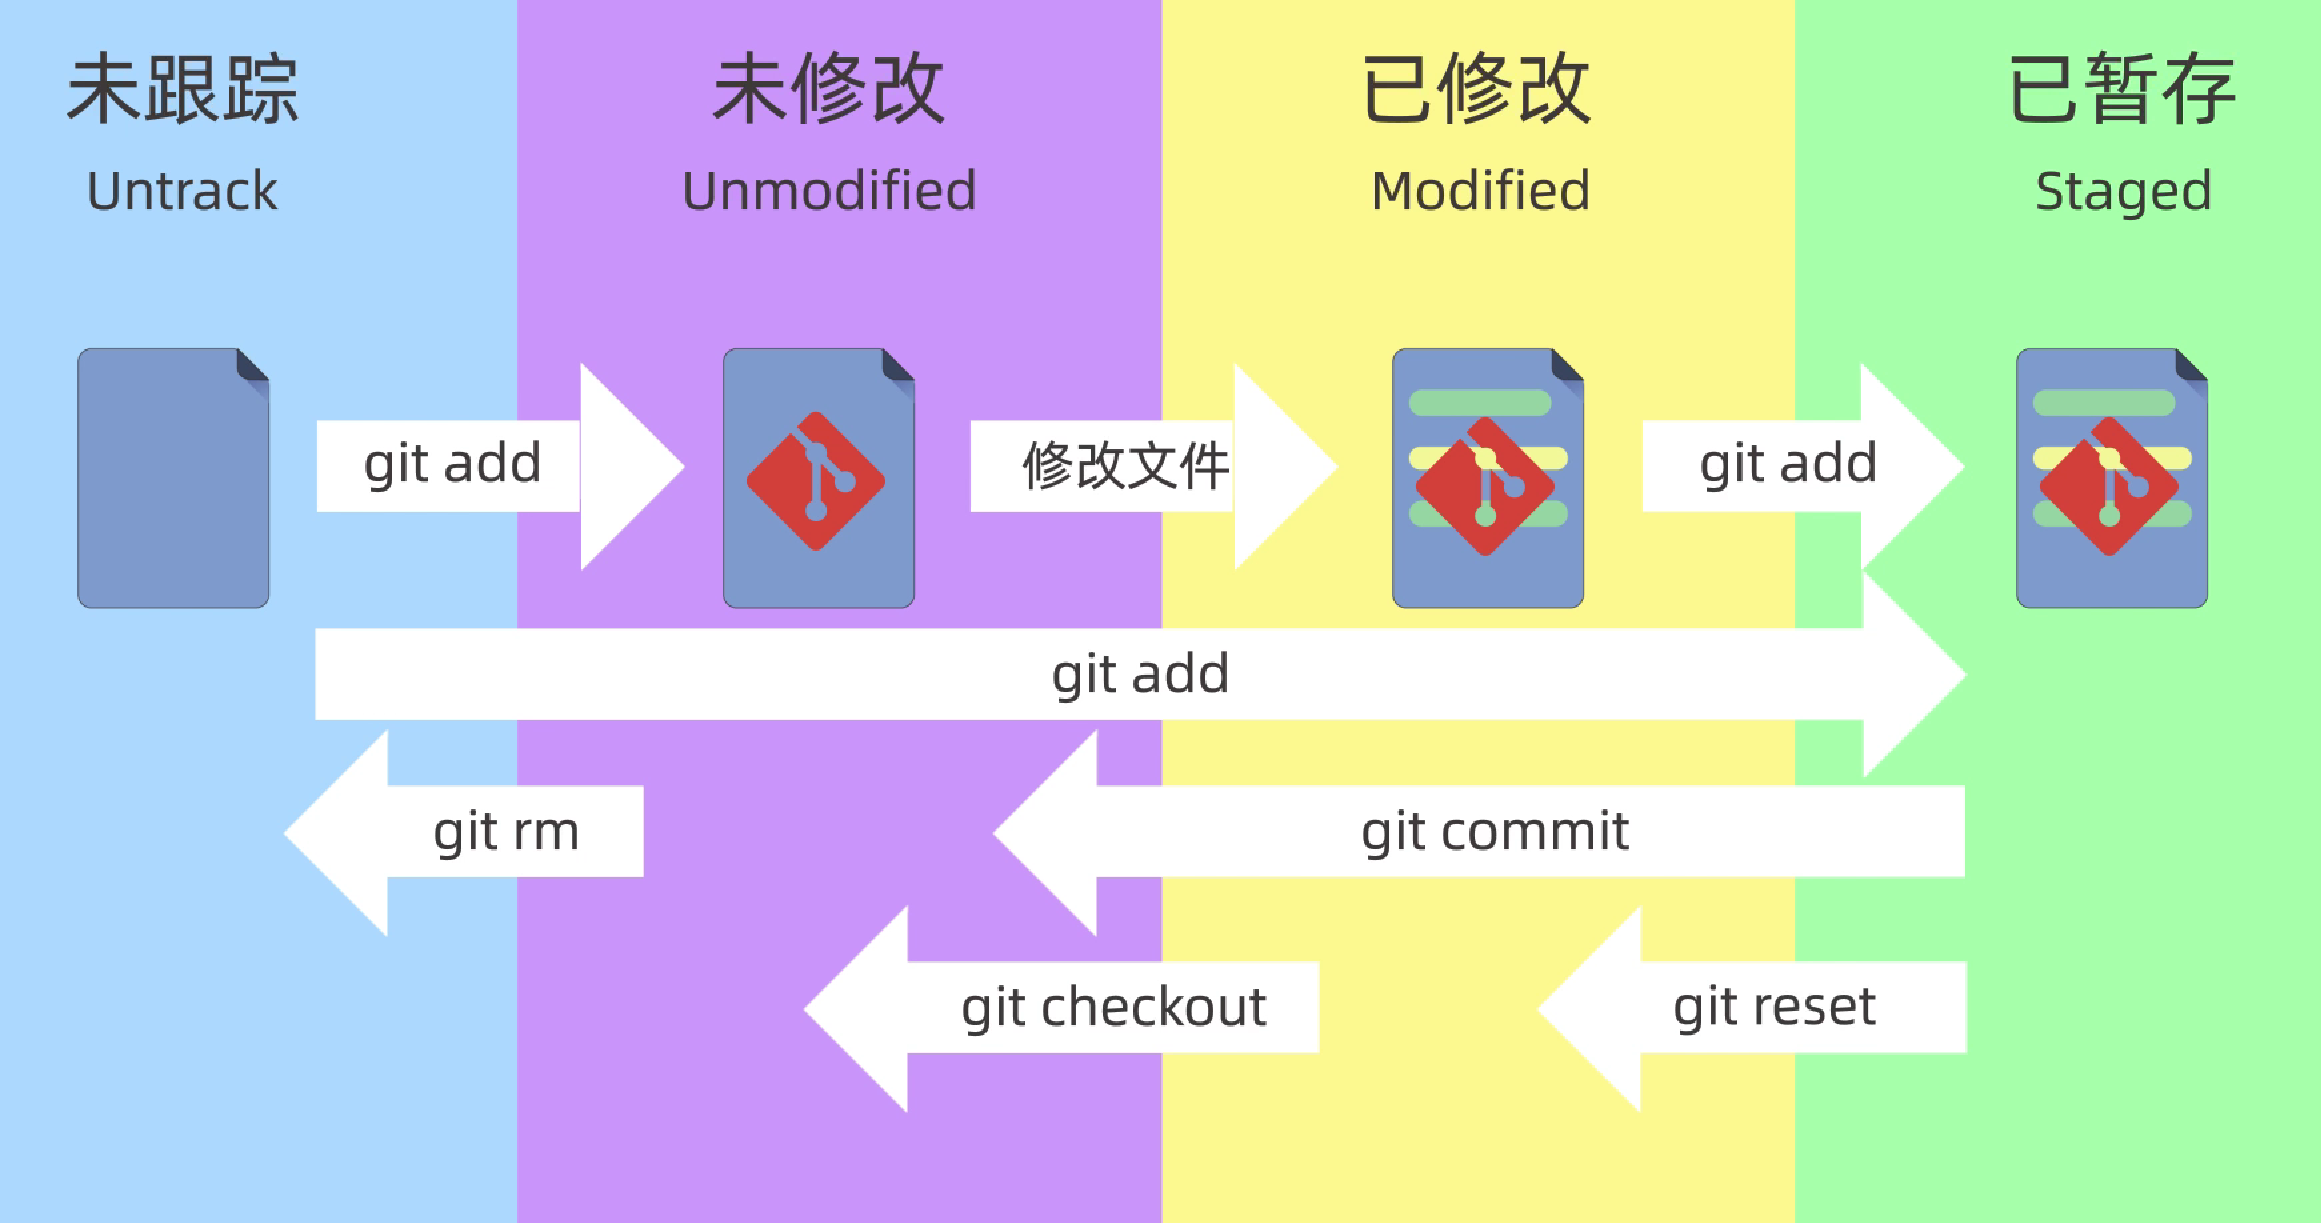 未跟踪
Untrack
未修改
Unmodified
已修改
Modified
已暂存
Staged
git add
修改文件
git add
git add
git rm
git commit
git checkout
git reset